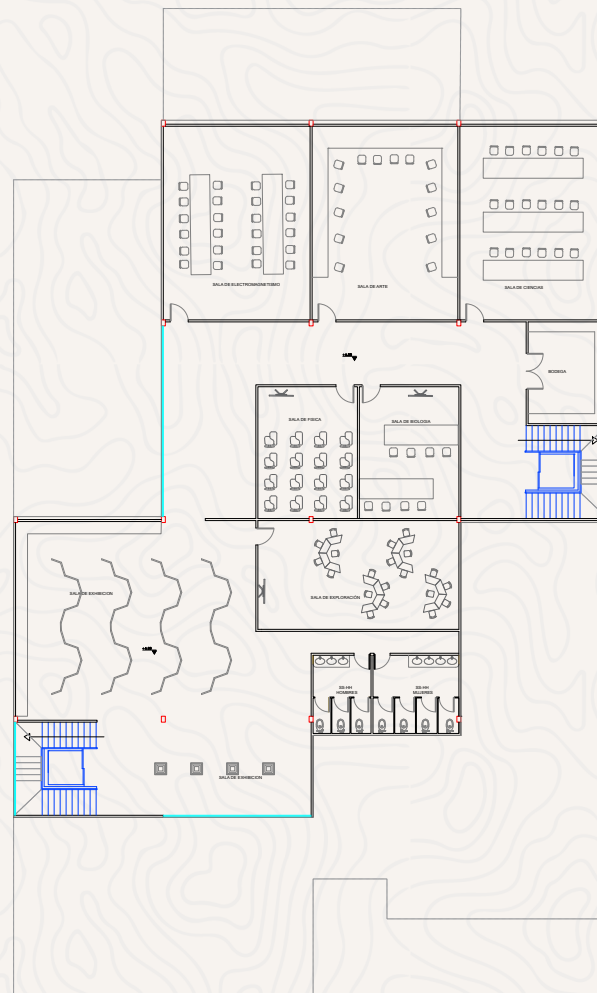 SALA DE ELECTROMAGNETISMO
SALA DE ARTE
SALA DE CIENCIAS
BODEGA
SALA DE FISICA
SALA DE BIOLOGIA
SALA DE EXHIBICION
SALA DE EXPLORACIÓN
SS-HH
HOMBRES
SS-HH
MUJERES
SALA DE EXHIBICION